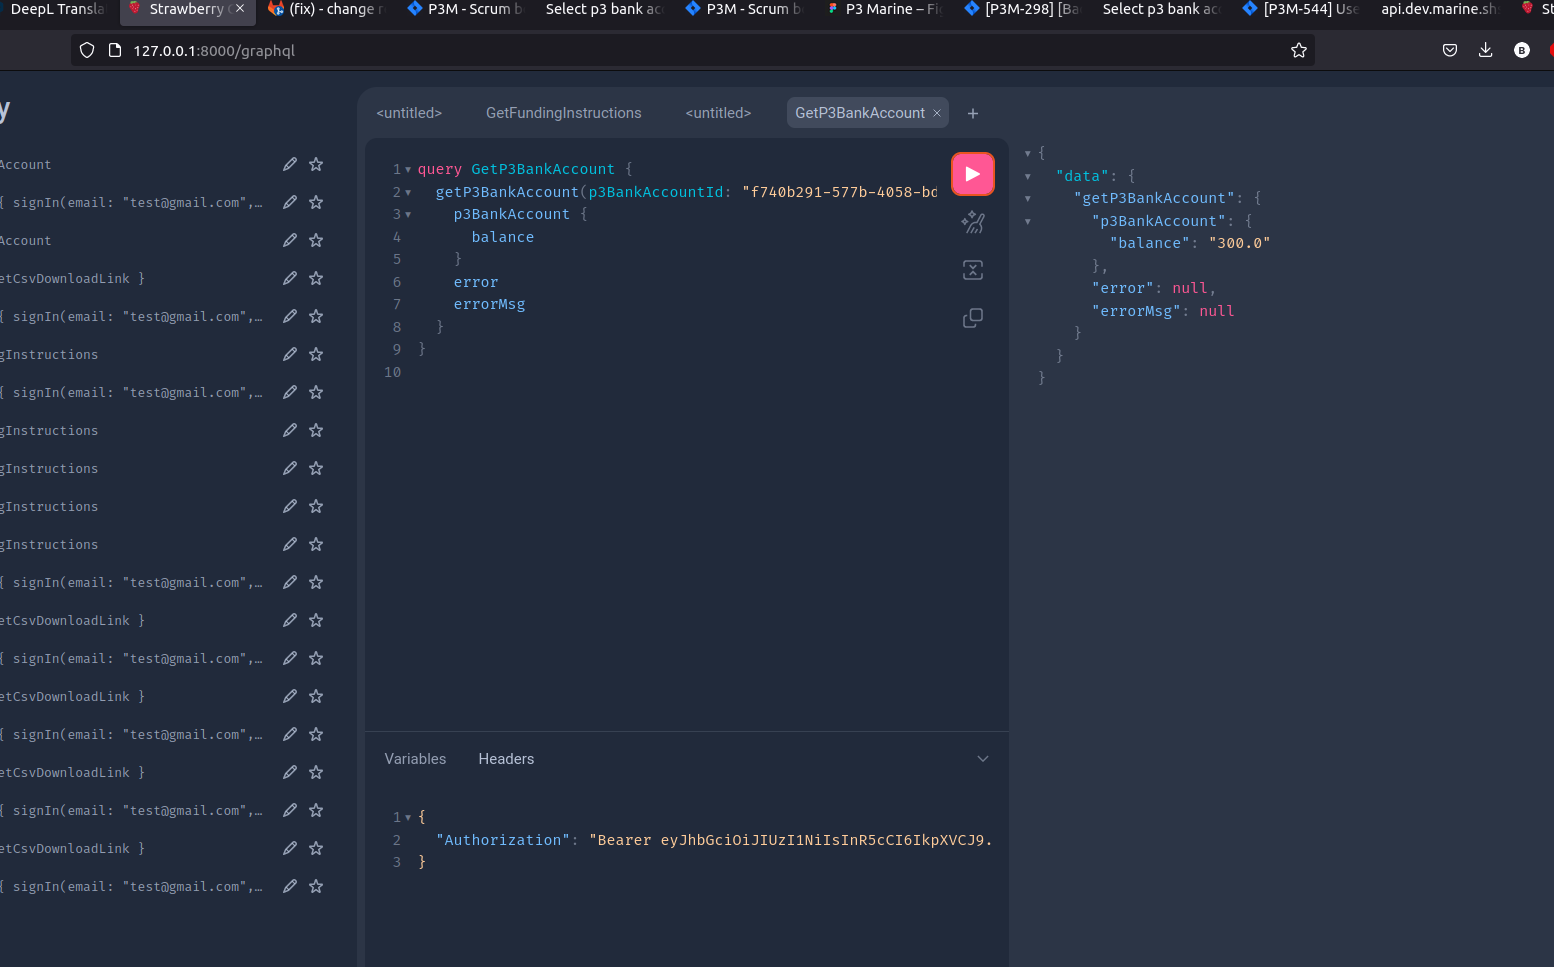 DeepL Transla
Strawberry
(fix) - change r
P3M - Scrum b
Select p3 bank acc
P3M - Scrum b
P3 Marine – Fi
[P3M-298] [Ba
Select p3 bank acc
[P3M-544] Use
api.dev.marine.sh
St
127.0.0.1:8000/graphql
B
y
Account
{ signIn(email: "test@gmail.com",…
Account
etCsvDownloadLink }
{ signIn(email: "test@gmail.com",…
gInstructions
{ signIn(email: "test@gmail.com",…
gInstructions
gInstructions
gInstructions
gInstructions
{ signIn(email: "test@gmail.com",…
etCsvDownloadLink }
{ signIn(email: "test@gmail.com",…
etCsvDownloadLink }
{ signIn(email: "test@gmail.com",…
etCsvDownloadLink }
{ signIn(email: "test@gmail.com",…
etCsvDownloadLink }
{ signIn(email: "test@gmail.com",…
<untitled>
GetFundingInstructions
<untitled>
GetP3BankAccount
1 query GetP3BankAccount {
2 getP3BankAccount(p3BankAccountId: "f740b291-577b-4058-bd
3 p3BankAccount {
4 balance
5 }
6 error
7 errorMsg
8 }
9 }
10
Variables Headers
1 {
2 "Authorization": "Bearer eyJhbGciOiJIUzI1NiIsInR5cCI6IkpXVCJ9.
3 }
{
"data": {
"getP3BankAccount": {
"p3BankAccount": {
"balance": "300.0"
},
"error": null,
"errorMsg": null
}
}
}